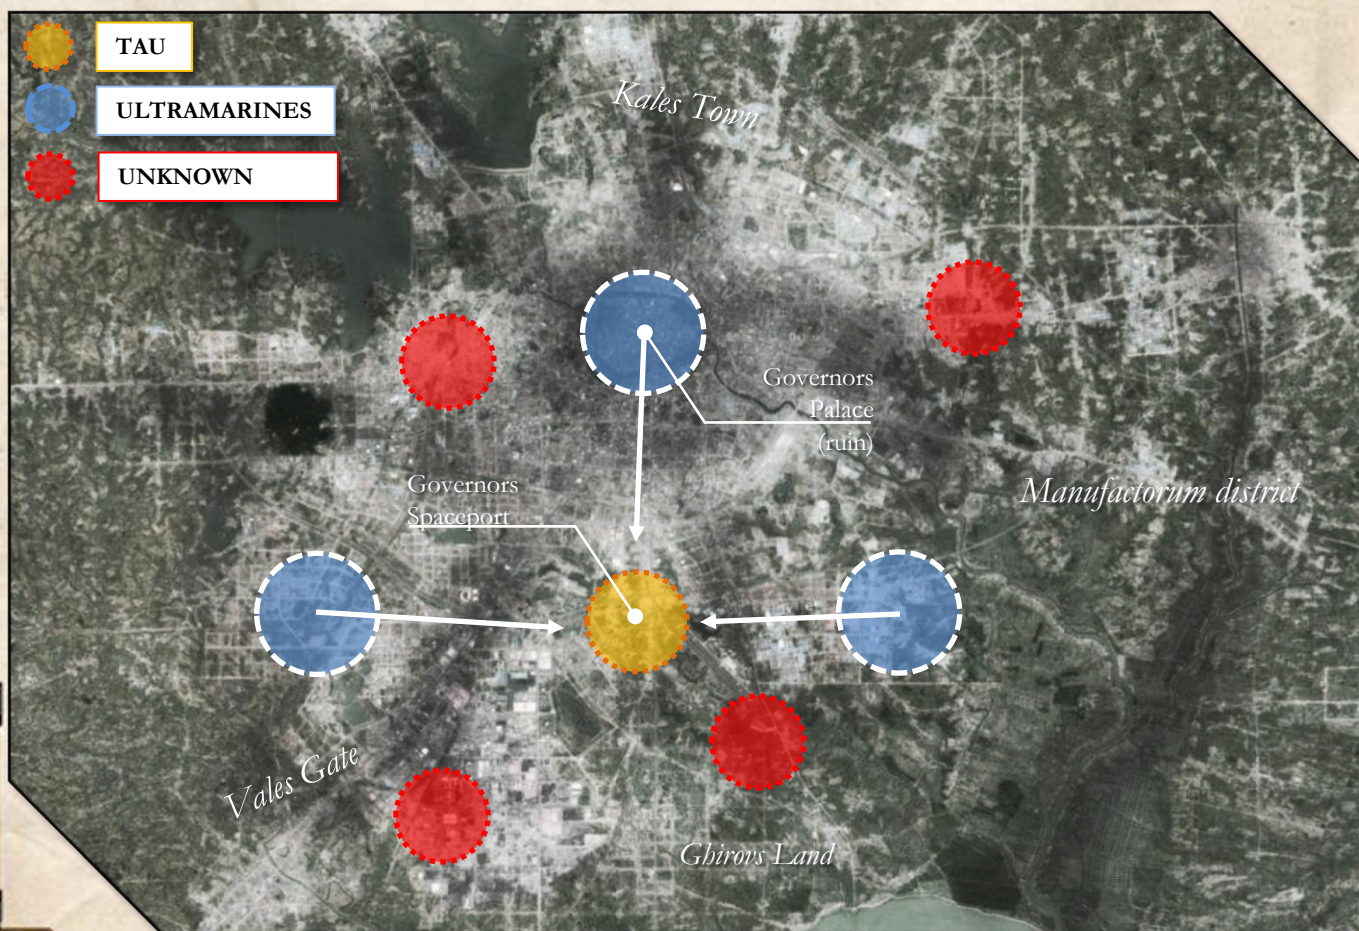 TAU
ULTRAMARINES
UNKNOWN
Kales Town
Governors
Palace
(ruin)
Governors
Spaceport
Manufactorum district
Vales Gate
Ghirovs Land